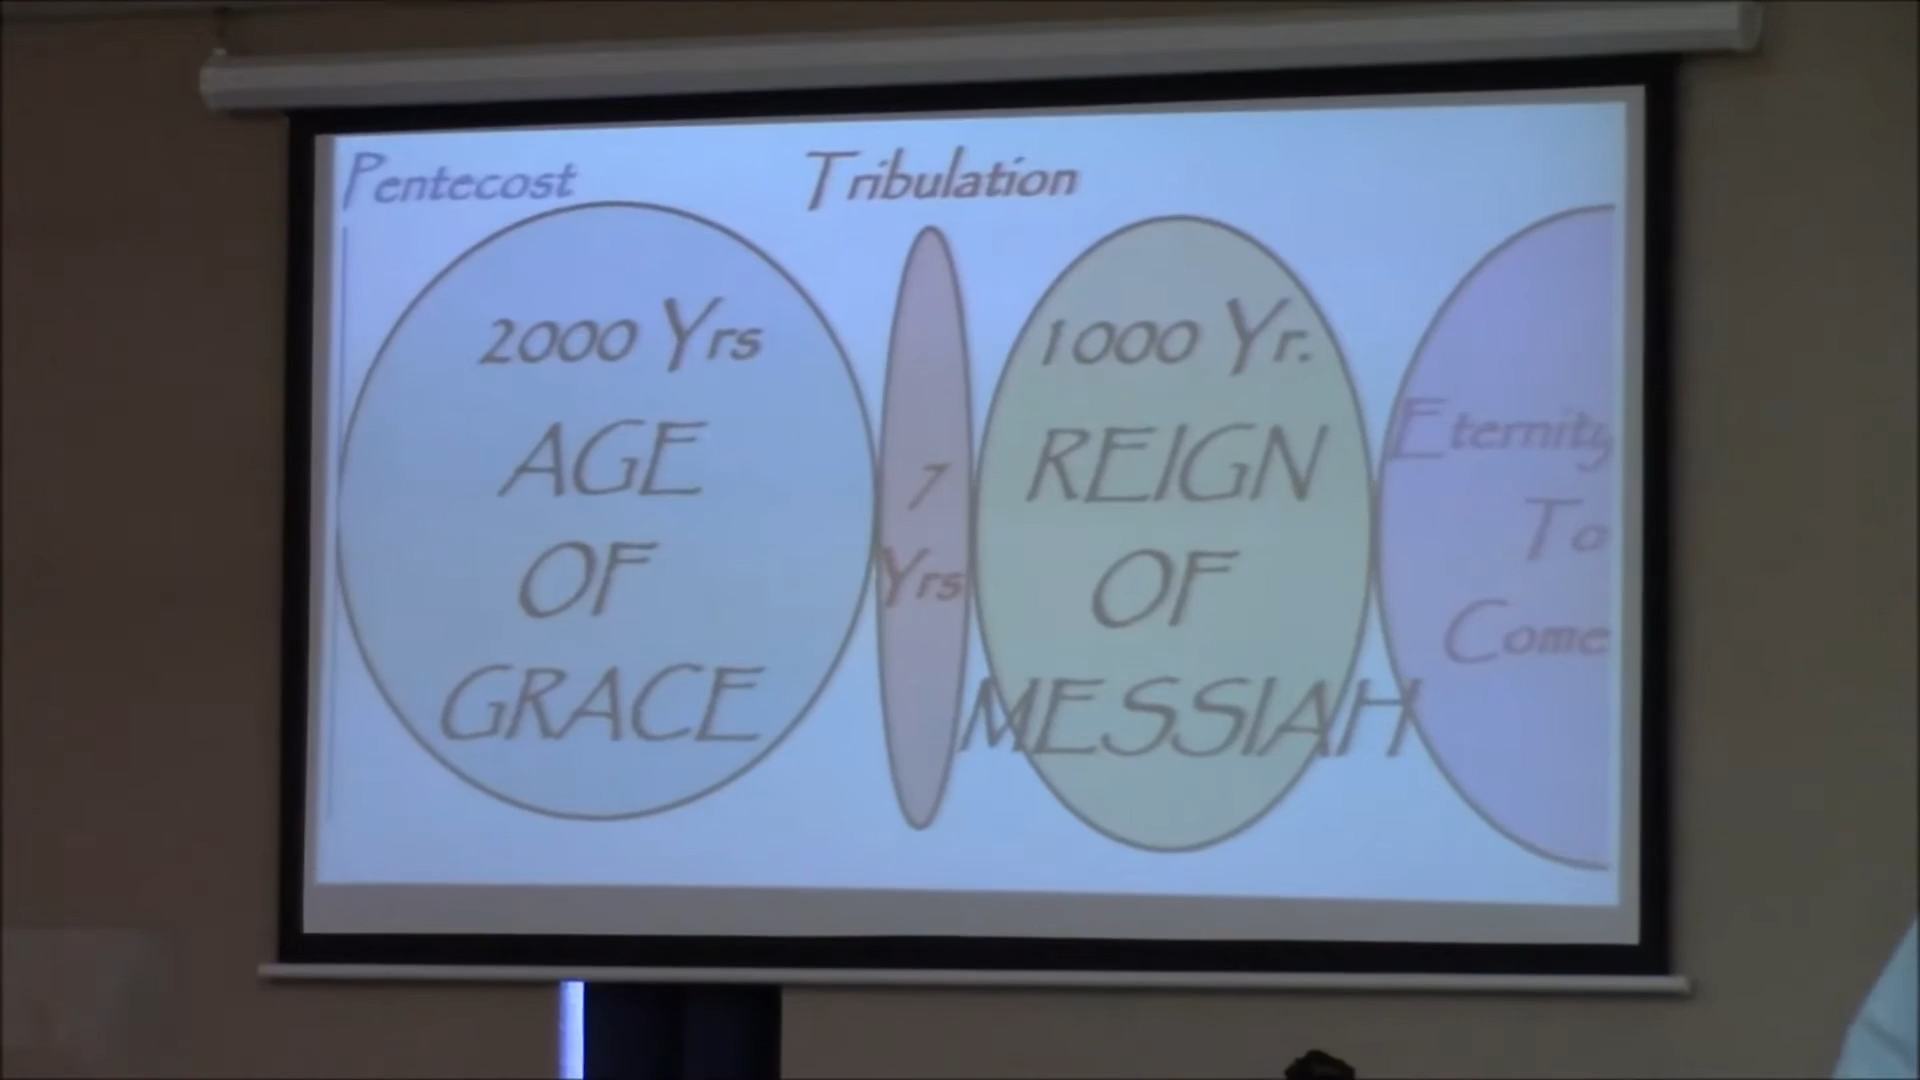 Pentecost
Tribulation
2000 Yrs
AGE
OF
GRACE
7
Yrs
1000 Yr.
REIGN
OF
MESSIAH
Eternity
To
Come